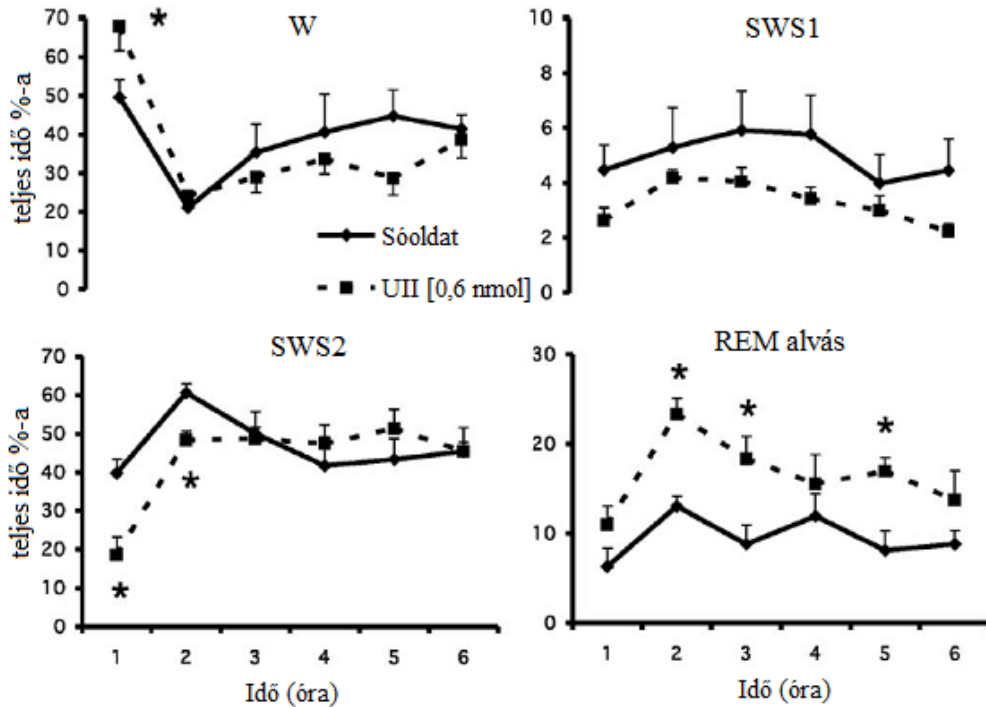 W
70
60
50
40
30
20
10
0
teljes idő %-a
*
Sóoldat
UII [0,6 nmol]
SWS1
10
8
6
4
2
0
SWS2
70
60
50
40
30
20
10
0
teljes idő %-a
*
*
1 2 3 4 5 6
Idő (óra)
REM alvás
30
20
10
0
*
*
*
1 2 3 4 5 6
Idő (óra)